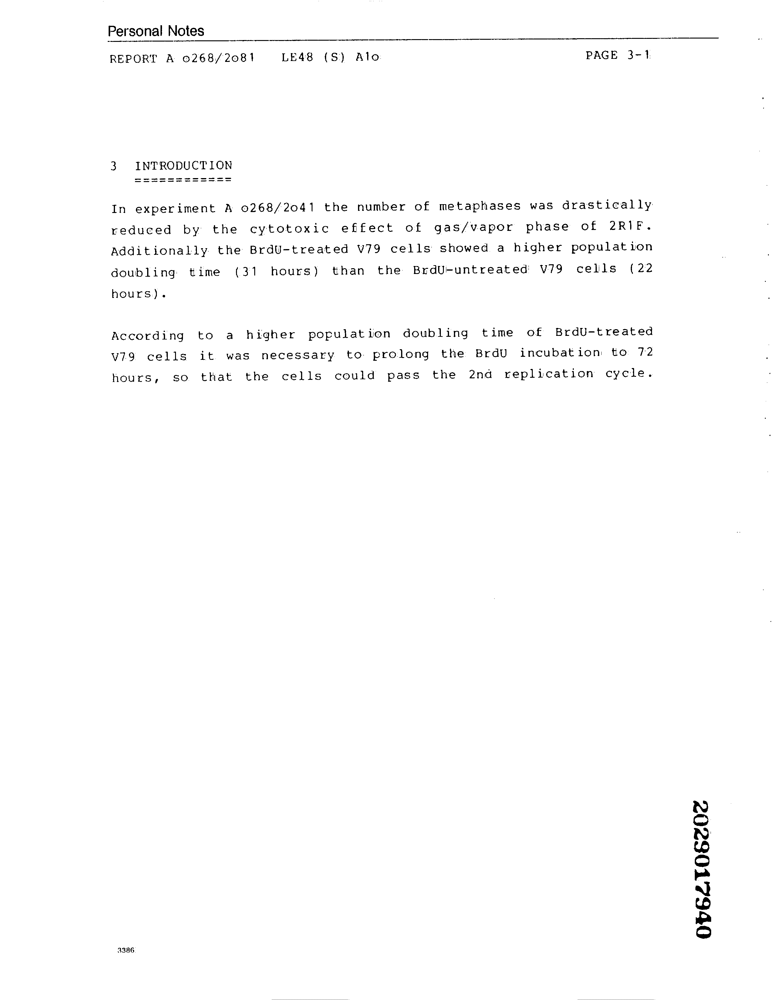 Personal Notes
REPORT A o268/2o81 LE48 (S) A1o PAGE 3-1
3 INTRODUCTION
============
In experiment A o268/2o41 the number of metaphases was drastically
reduced by the cytotoxic effect of gas/vapor phase of 2R1F.
Additionally the BrdU-treated V79 cells showed a higher population
doubling time (31 hours) than the BrdU-untreated V79 cells (22
hours).
According to a higher population doubling time of BrdU-treated
V79 cells it was necessary to prolong the BrdU incubation to 72
hours, so that the cells could pass the 2nd replication cycle.
2029017940
3386